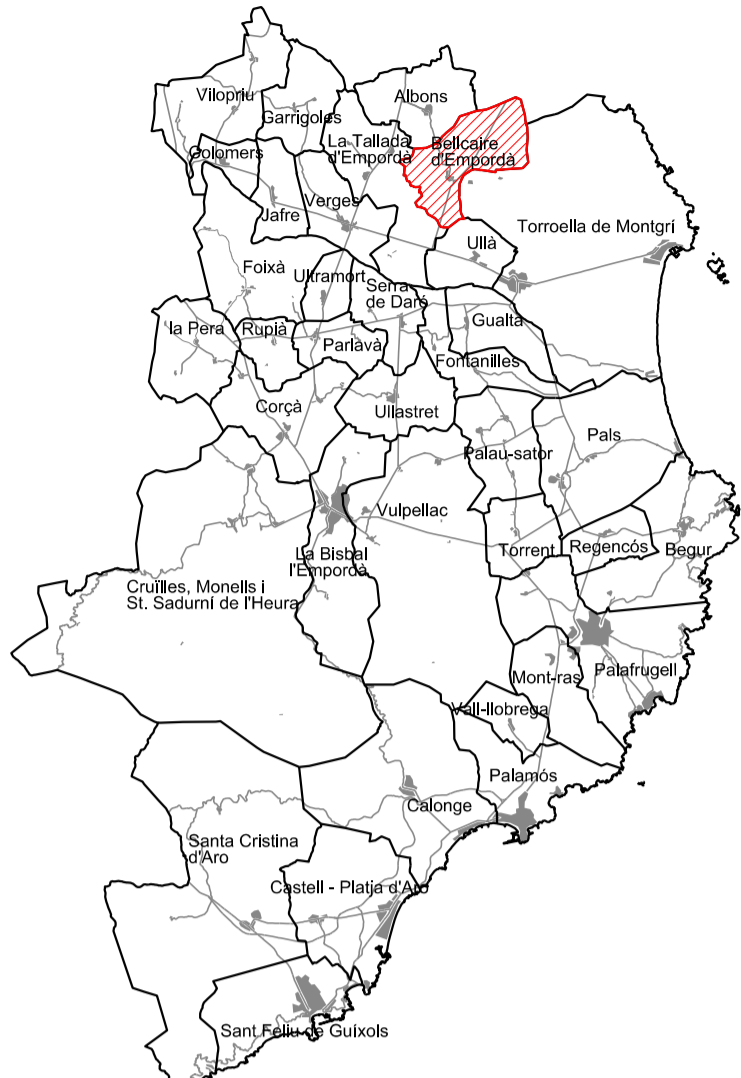 Vilopriu
Albons
Garrigoles
La Tallada
d'Empordà
Bellcaire
d'Empordà
Colomers
Verges
Jafre
Torroella de Montgrí
Ullà
Foixà
Ultramort
Serra
de Daró
Gualta
la Pera
Rupià
Parlavà
Fontanilles
Corçà
Ullastret
Pals
Palau-sator
Vulpellac
La Bisbal
l'Empordà
Torrent
Regencós
Begur
Cruïlles, Monells i
St. Sadurní de l'Heura
Mont-ras
Palafrugell
Vall-llobrega
Palamós
Calonge
Santa Cristina
d'Aro
Castell - Platja d'Aro
Sant Feliu de Guíxols